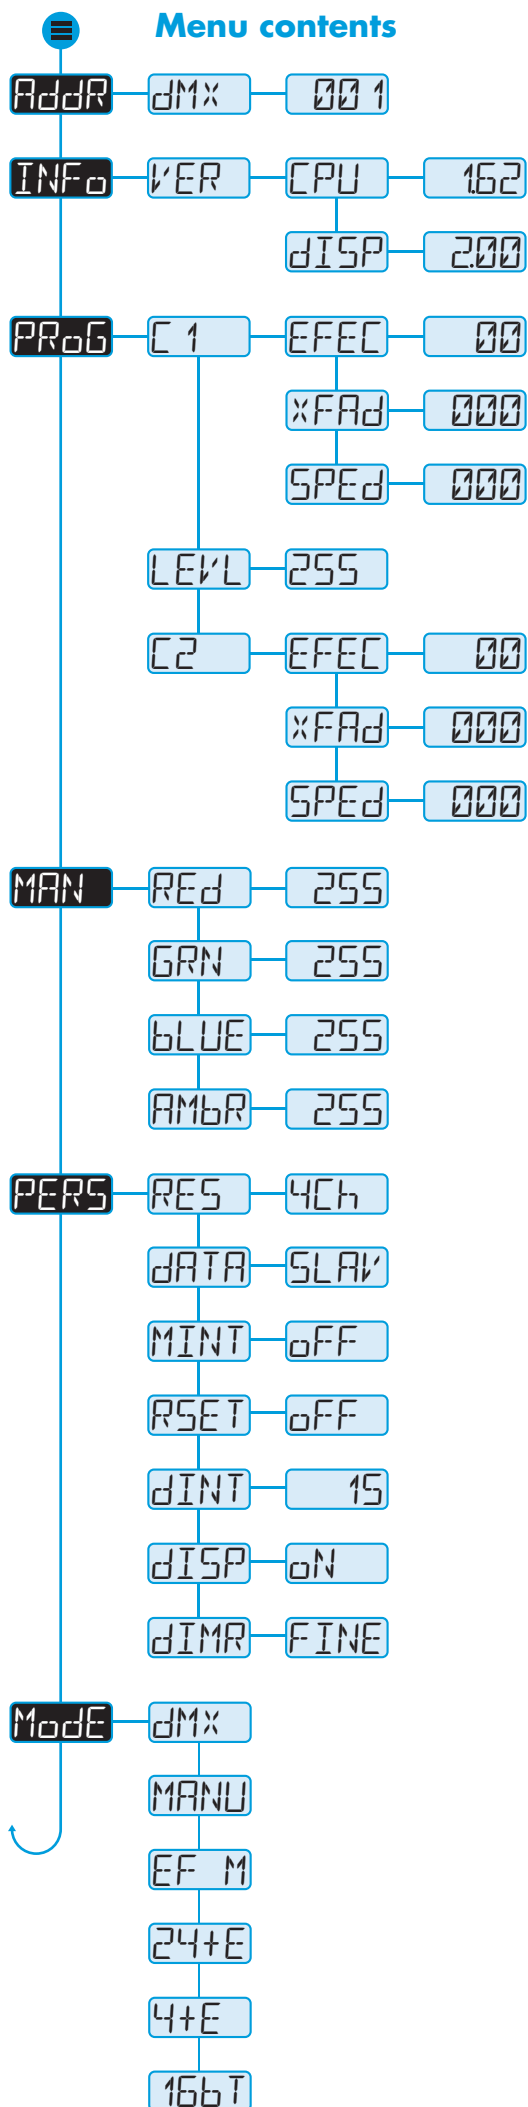 Menu contents
AddR dMX 001
INFo VER CPU 1.62
dISP 2.00
PRoG C 1 EFEC 00
XFAd 000
SPEd 000
LEVL 255
C2 EFEC 00
XFAd 000
SPEd 000
MAN REd 255
GRN 255
bLUE 255
AMbR 255
PERS RES 4Ch
dATA SLAV
MINT oFF
RSET oFF
dINT 15
dISP oN
dIMR FINE
ModE dMX
MANU
EF M
24+E
4+E
16bT